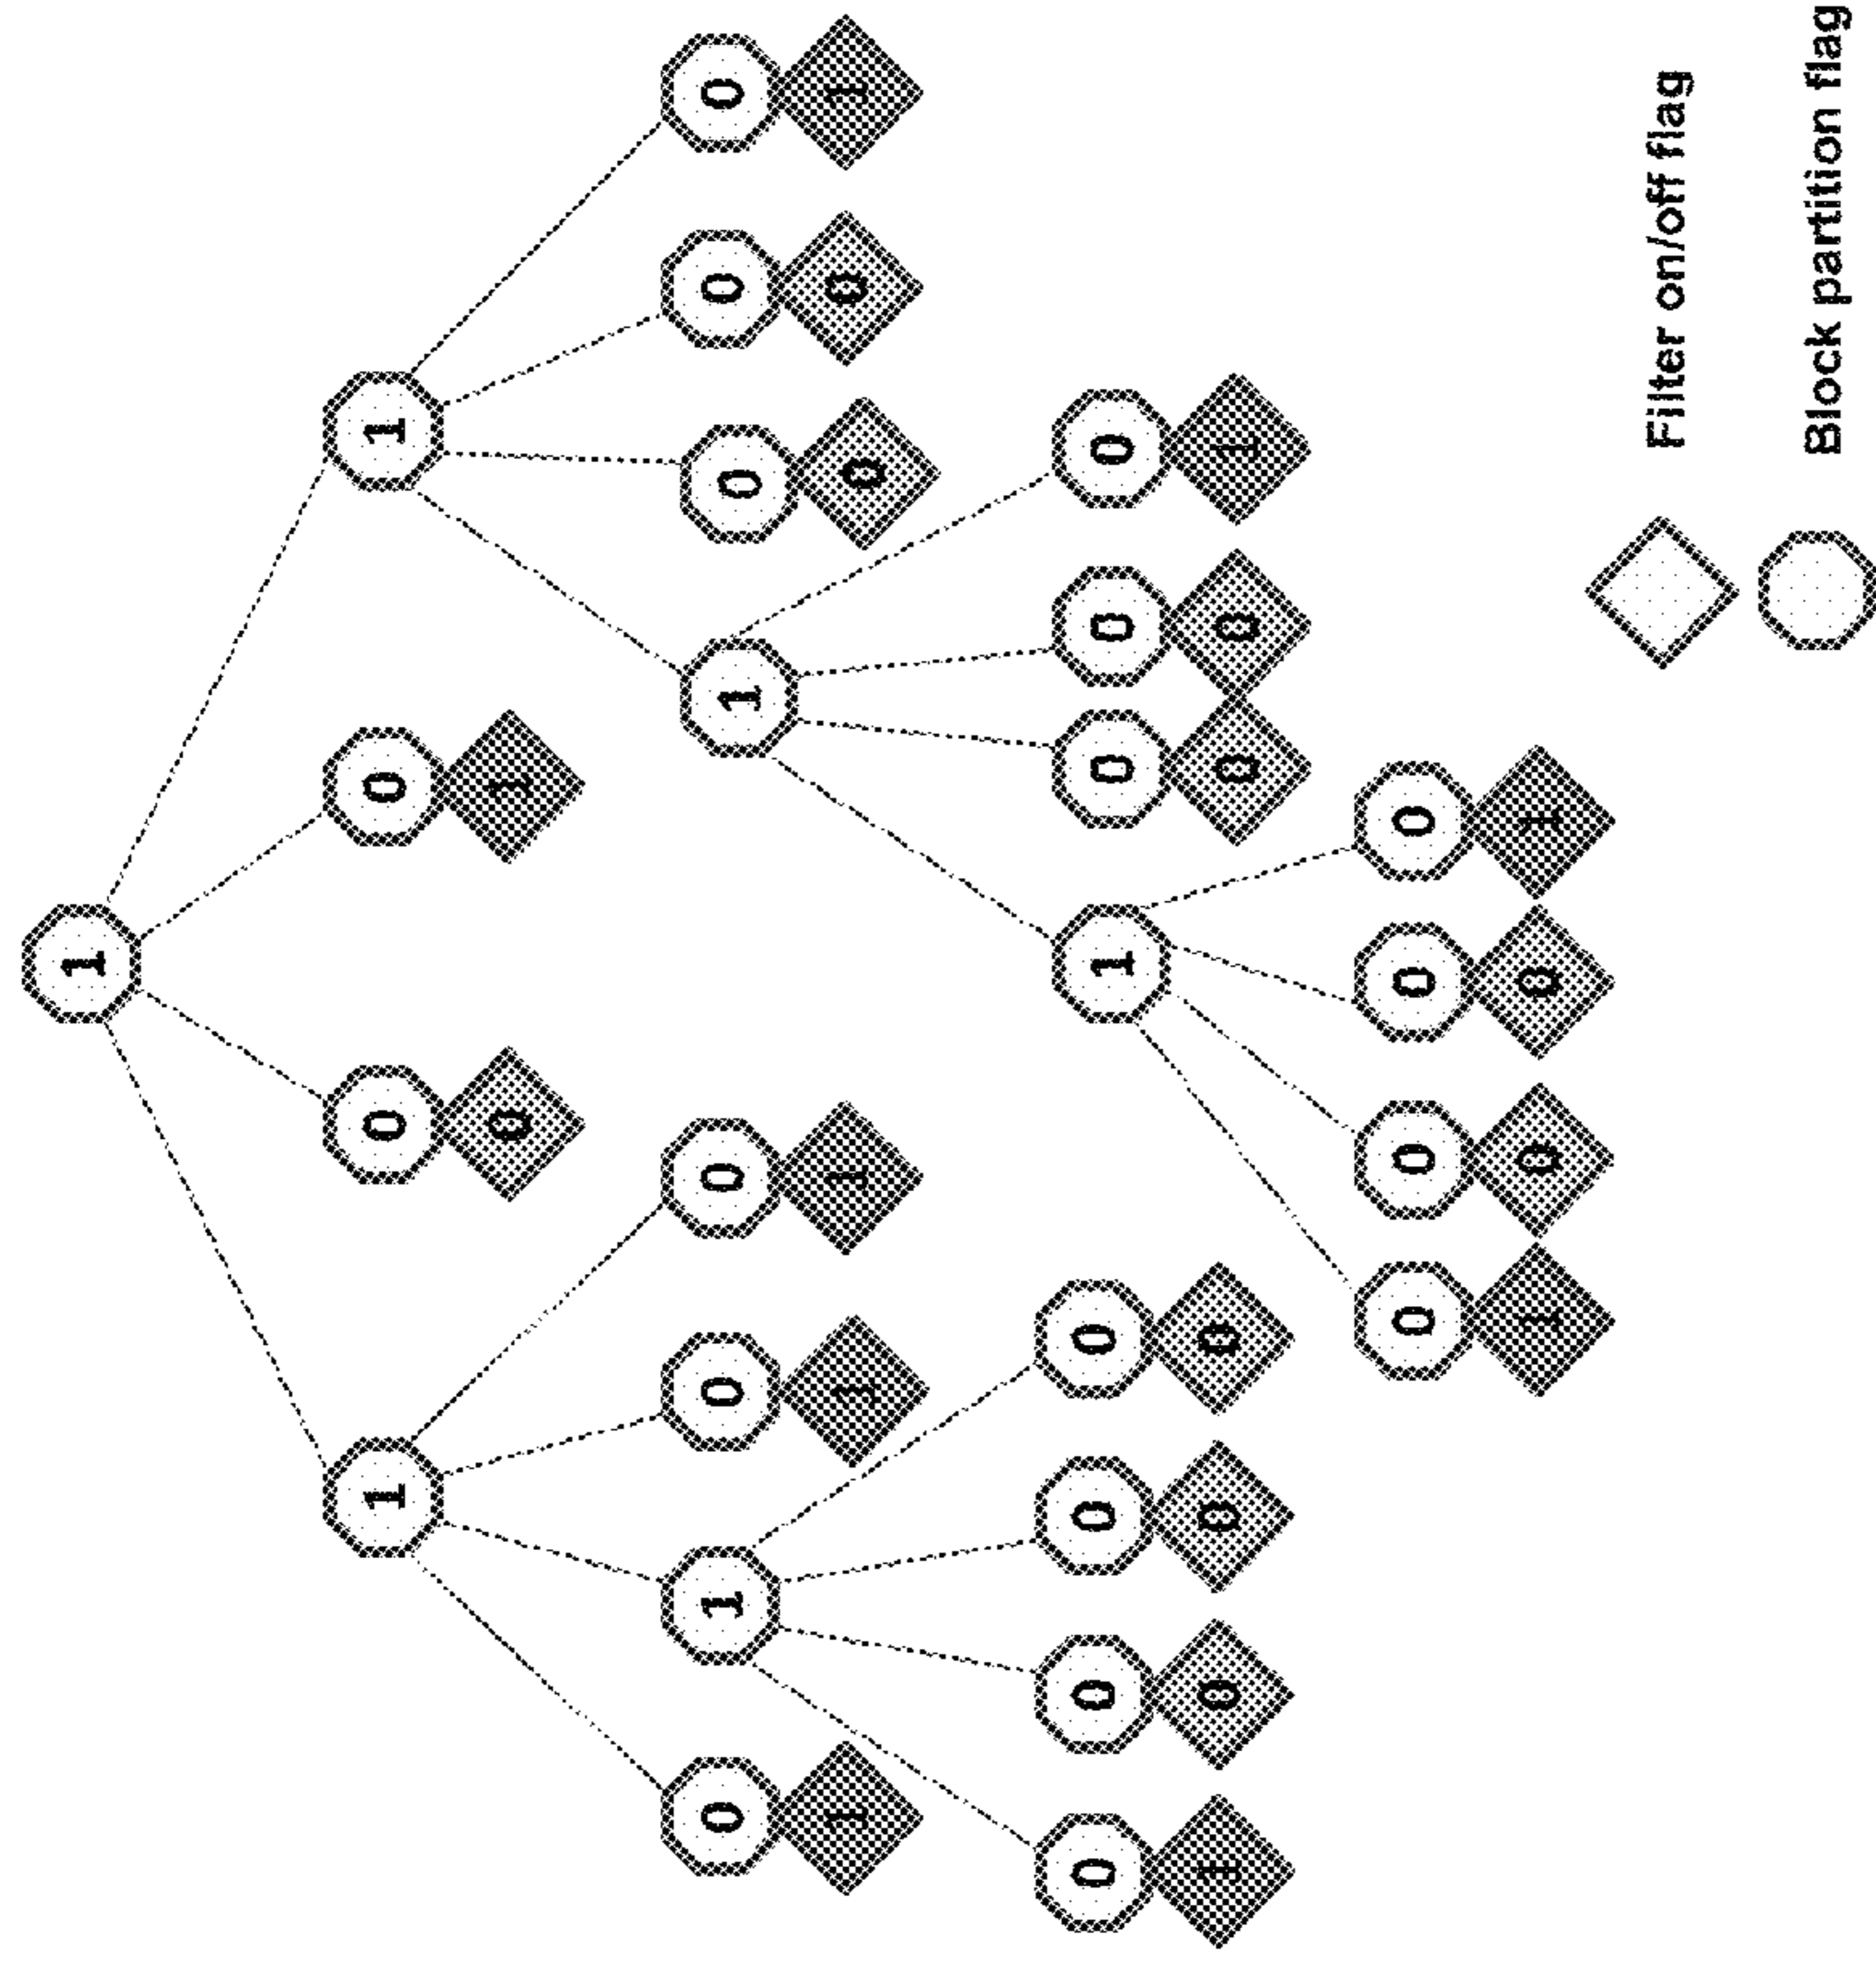 1
1 0 0 1
0 1
0 1 0 0 1 0 0 0
1 1 1 0 0 1
0 0 0 0 1 0 0 0
1 0 0 0 0 0 1
0 0 0 0
1 0 0 1
Filter on/off flag
Block partition flag